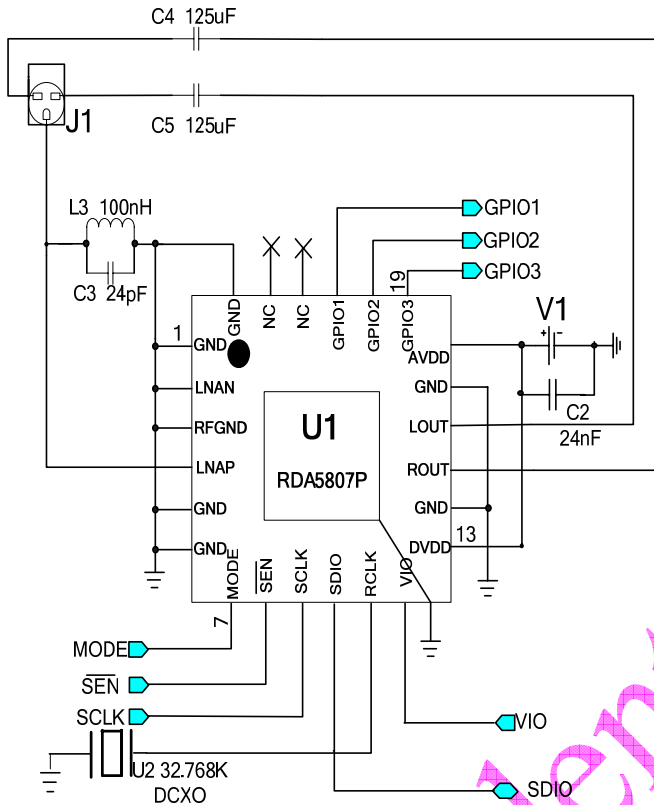 C4 125uF
C5 125uF
J1
L3 100nH
C3 24pF
GPIO1
GPIO2
GPIO3
19
GND
NC
NC
GPIO1
GPIO2
GPIO3
1
GND
LNAN
RFGND
LNAP
GND
GND
V1
+ -
C2
24nF
AVDD
GND
LOUT
ROUT
GND
DVDD
13
U1
RDA5807P
MODE
SEN
SCLK
SDIO
RCLK
VIO
7
MODE
SEN
SCLK
U2 32.768K
DCXO
VIO
SDIO